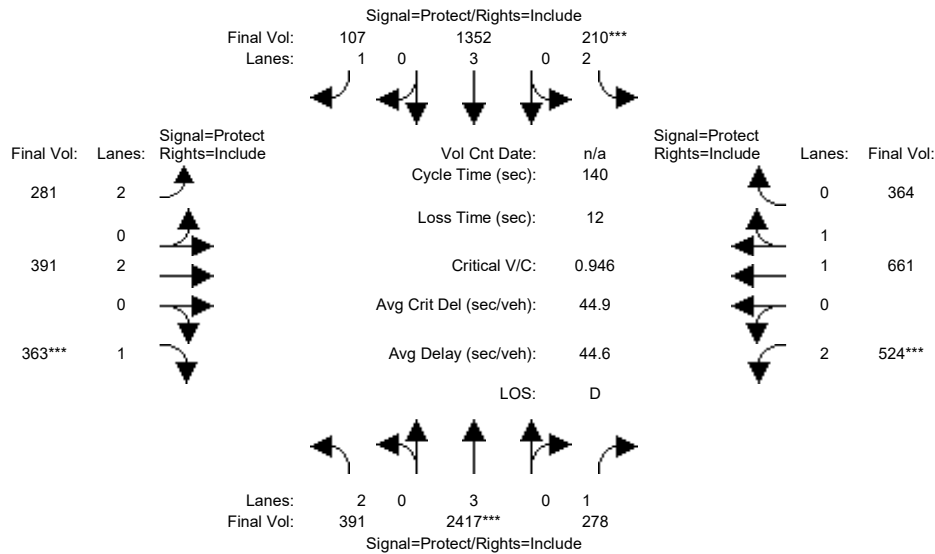 Signal=Protect/Rights=Include
Final Vol: 107 1352 210***
Lanes: 1 0 3 0 2
Signal=Protect
Final Vol: Lanes: Rights=Include
Vol Cnt Date: n/a
Signal=Protect
Rights=Include Lanes: Final Vol:
Cycle Time (sec): 140
281 2
0 364
Loss Time (sec): 12
0
1
391 2
Critical V/C: 0.946
1 661
0
Avg Crit Del (sec/veh): 44.9
0
363*** 1
Avg Delay (sec/veh): 44.6
2 524***
LOS: D
Lanes: 2 0 3 0 1
Final Vol: 391 2417*** 278
Signal=Protect/Rights=Include